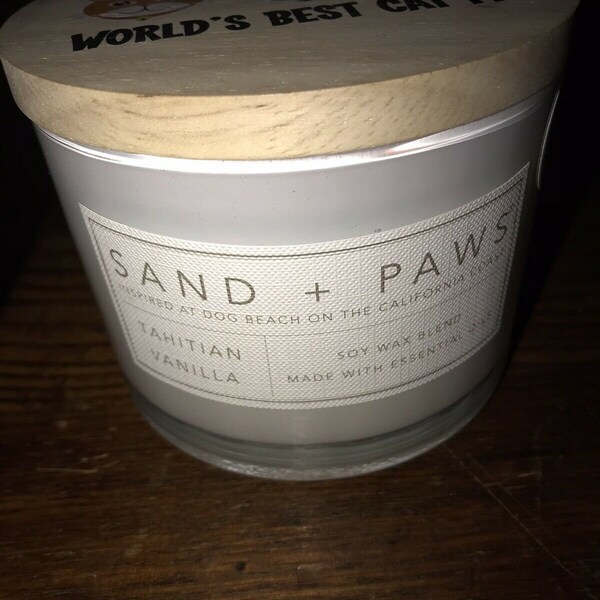 WORLD'S BEST CAT
SAND + PAWS
INSPIRED AT DOG BEACH ON THE CALIFORNIA
TAHITIAN
VANILLA
SOY WAX BLEND
MADE WITH ESSENTIAL